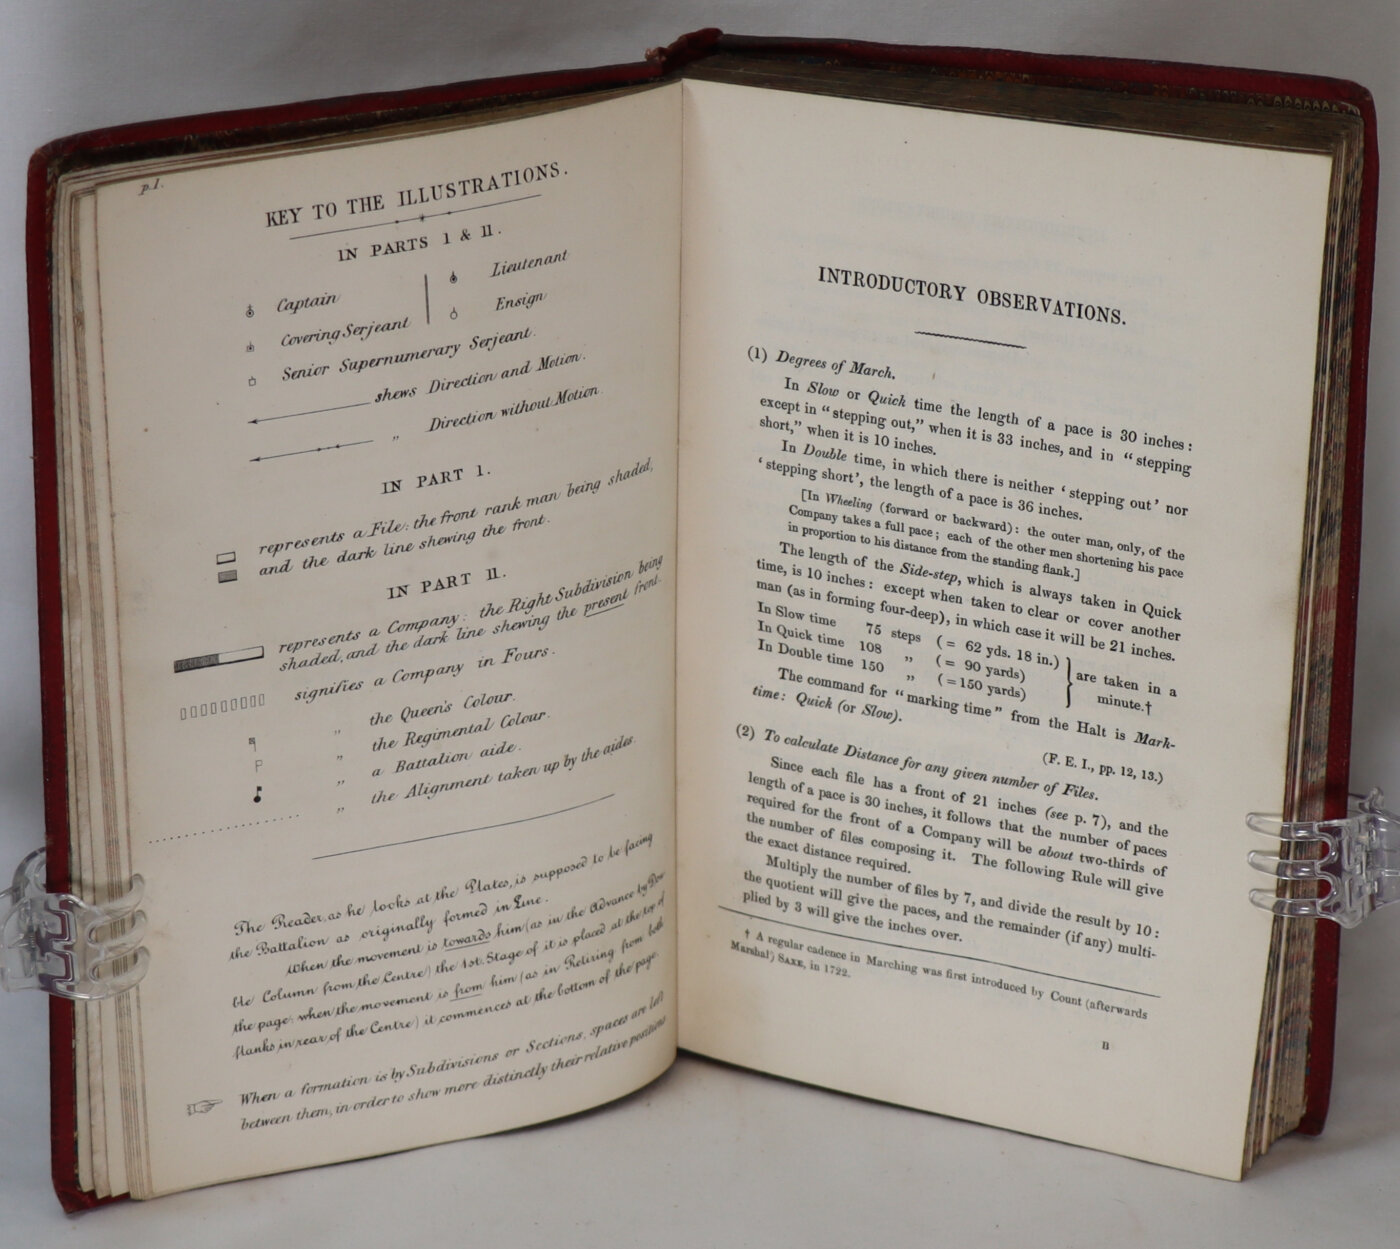 p.1.
KEY TO THE ILLUSTRATIONS.
IN PARTS I & II.
Captain
Lieutenant
Covering Serjeant
Ensign
Senior Supernumerary Serjeant.
shews Direction and Motion.
„ Direction without Motion.
IN PART I.
represents a File: the front rank man being shaded,
and the dark line shewing the front.
IN PART II.
represents a Company: the Right Subdivision being
shaded, and the dark line shewing the present front.
signifies a Company in Fours.
„ the Queen's Colour.
„ the Regimental Colour.
„ a Battalion aide.
„ the Alignment taken up by the aides.
The Reader, as he looks at the Plates, is supposed to be facing
the Battalion as originally formed in Line.
When the movement is towards him (as in the Advance by Dou-
ble Column from the Centre) the 1st. Stage of it is placed at the top of
the page: when the movement is from him (as in Retiring from both
flanks in rear of the Centre) it commences at the bottom of the page.
When a formation is by Subdivisions or Sections, spaces are left
between them, in order to show more distinctly their relative positions
INTRODUCTORY OBSERVATIONS.
(1) Degrees of March.
In Slow or Quick time the length of a pace is 30 inches:
except in "stepping out," when it is 33 inches, and in "stepping
short," when it is 10 inches.
In Double time, in which there is neither 'stepping out' nor
'stepping short', the length of a pace is 36 inches.
[In Wheeling (forward or backward): the outer man, only, of the
Company takes a full pace; each of the other men shortening his pace
in proportion to his distance from the standing flank.]
The length of the Side-step, which is always taken in Quick
time, is 10 inches: except when taken to clear or cover another
man (as in forming four-deep), in which case it will be 21 inches.
In Slow time 75 steps (= 62 yds. 18 in.)
In Quick time 108 „ (= 90 yards)
In Double time 150 „ (=150 yards)
are taken in a
minute.†
The command for "marking time" from the Halt is Mark-
time: Quick (or Slow).
(F. E. I., pp. 12, 13.)
(2) To calculate Distance for any given number of Files.
Since each file has a front of 21 inches (see p. 7), and the
length of a pace is 30 inches, it follows that the number of paces
required for the front of a Company will be about two-thirds of
the number of files composing it. The following Rule will give
the exact distance required.
Multiply the number of files by 7, and divide the result by 10:
the quotient will give the paces, and the remainder (if any) multi-
plied by 3 will give the inches over.
† A regular cadence in Marching was first introduced by Count (afterwards
Marshal) SAXE, in 1722.
B